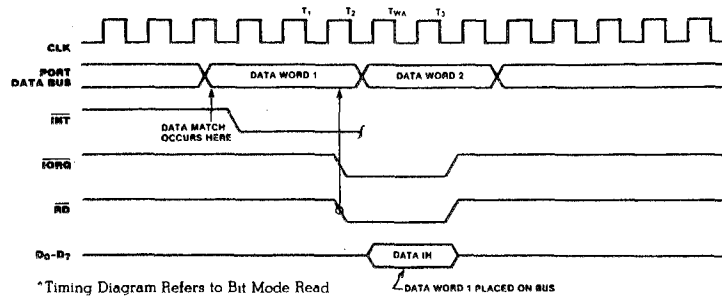 T₁ T₂ TWA T₃
CLK
PORT
DATA BUS
DATA WORD 1 DATA WORD 2
INT
DATA MATCH
OCCURS HERE
IORQ
RD
D₀-D₇
DATA IN
DATA WORD 1 PLACED ON BUS
*Timing Diagram Refers to Bit Mode Read